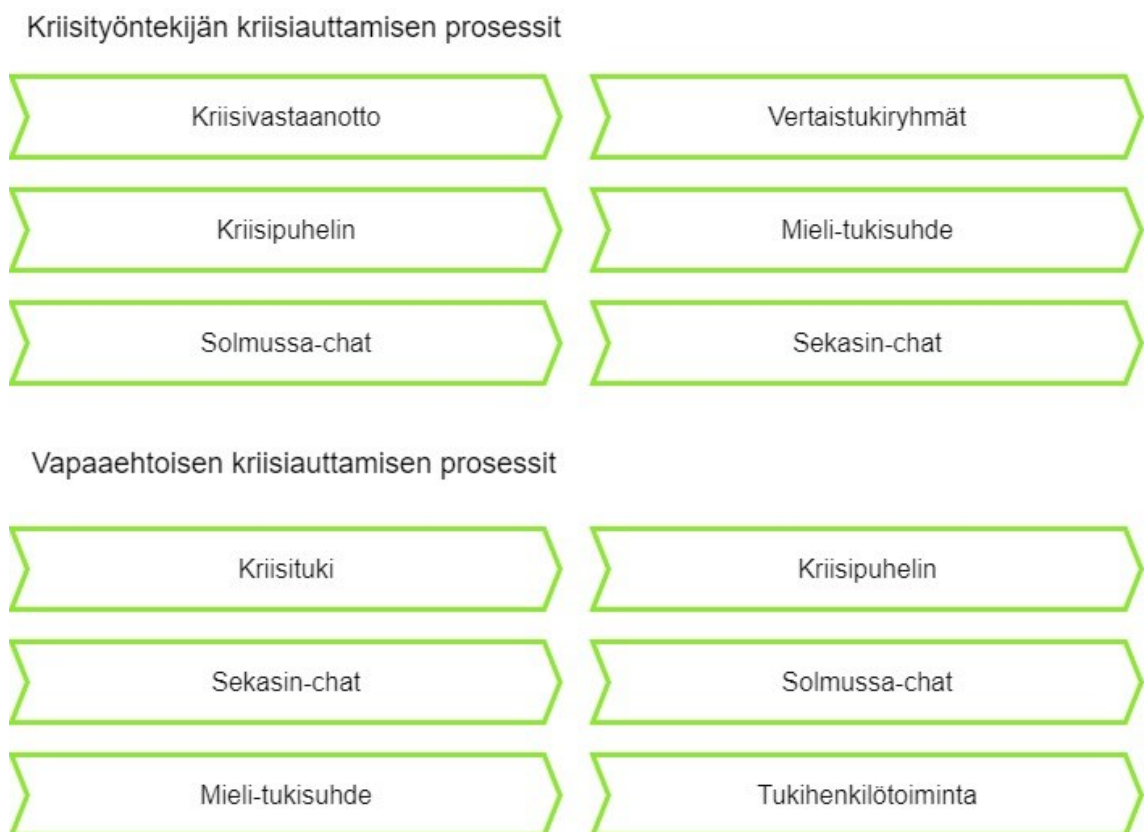 Kriisityöntekijän kriisiauttamisen prosessit
Kriisivastaanotto
Vertaistukiryhmät
Kriisipuhelin
Mieli-tukisuhde
Solmussa-chat
Sekasin-chat
Vapaaehtoisen kriisiauttamisen prosessit
Kriisituki
Kriisipuhelin
Sekasin-chat
Solmussa-chat
Mieli-tukisuhde
Tukihenkilötoiminta